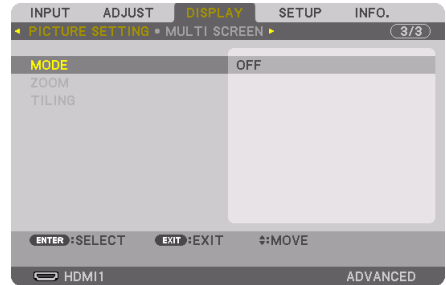 INPUT ADJUST DISPLAY SETUP INFO.
PICTURE SETTING • MULTI SCREEN 3/3
MODE OFF
ZOOM
TILING
ENTER :SELECT EXIT :EXIT :MOVE
HDMI1 ADVANCED